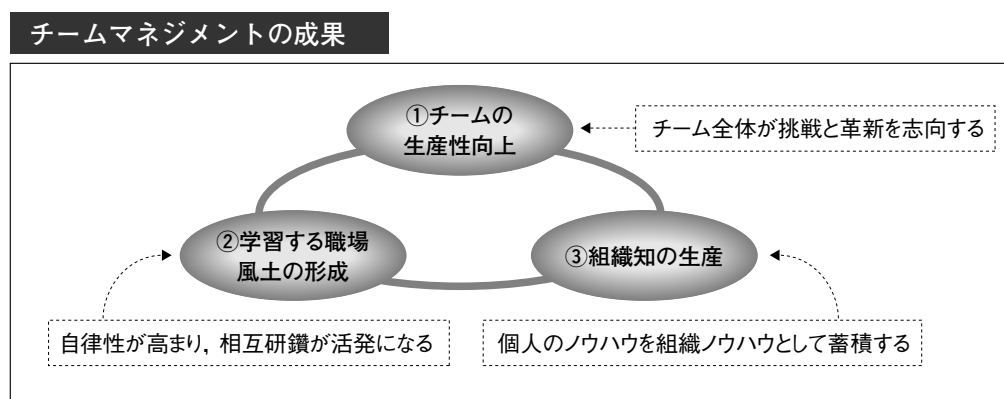 チームマネジメントの成果
①チームの
生産性向上
チーム全体が挑戦と革新を志向する
②学習する職場
風土の形成
③組織知の生産
自律性が高まり，相互研鑽が活発になる
個人のノウハウを組織ノウハウとして蓄積する